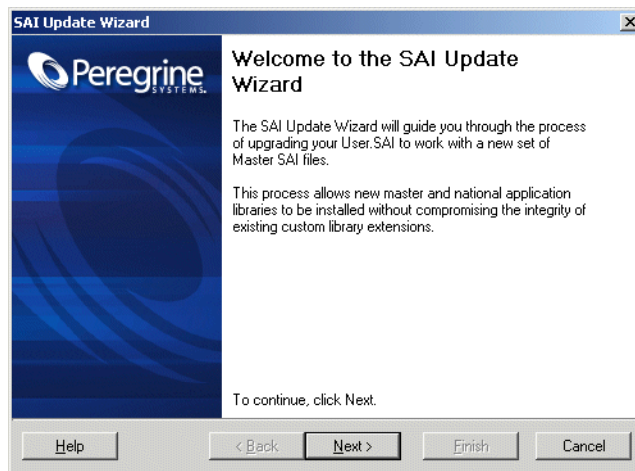 SAI Update Wizard
Peregrine
SYSTEMS.
Welcome to the SAI Update
Wizard
The SAI Update Wizard will guide you through the process
of upgrading your User.SAI to work with a new set of
Master SAI files.
This process allows new master and national application
libraries to be installed without compromising the integrity of
existing custom library extensions.
To continue, click Next.
Help
< Back
Next >
Finish
Cancel